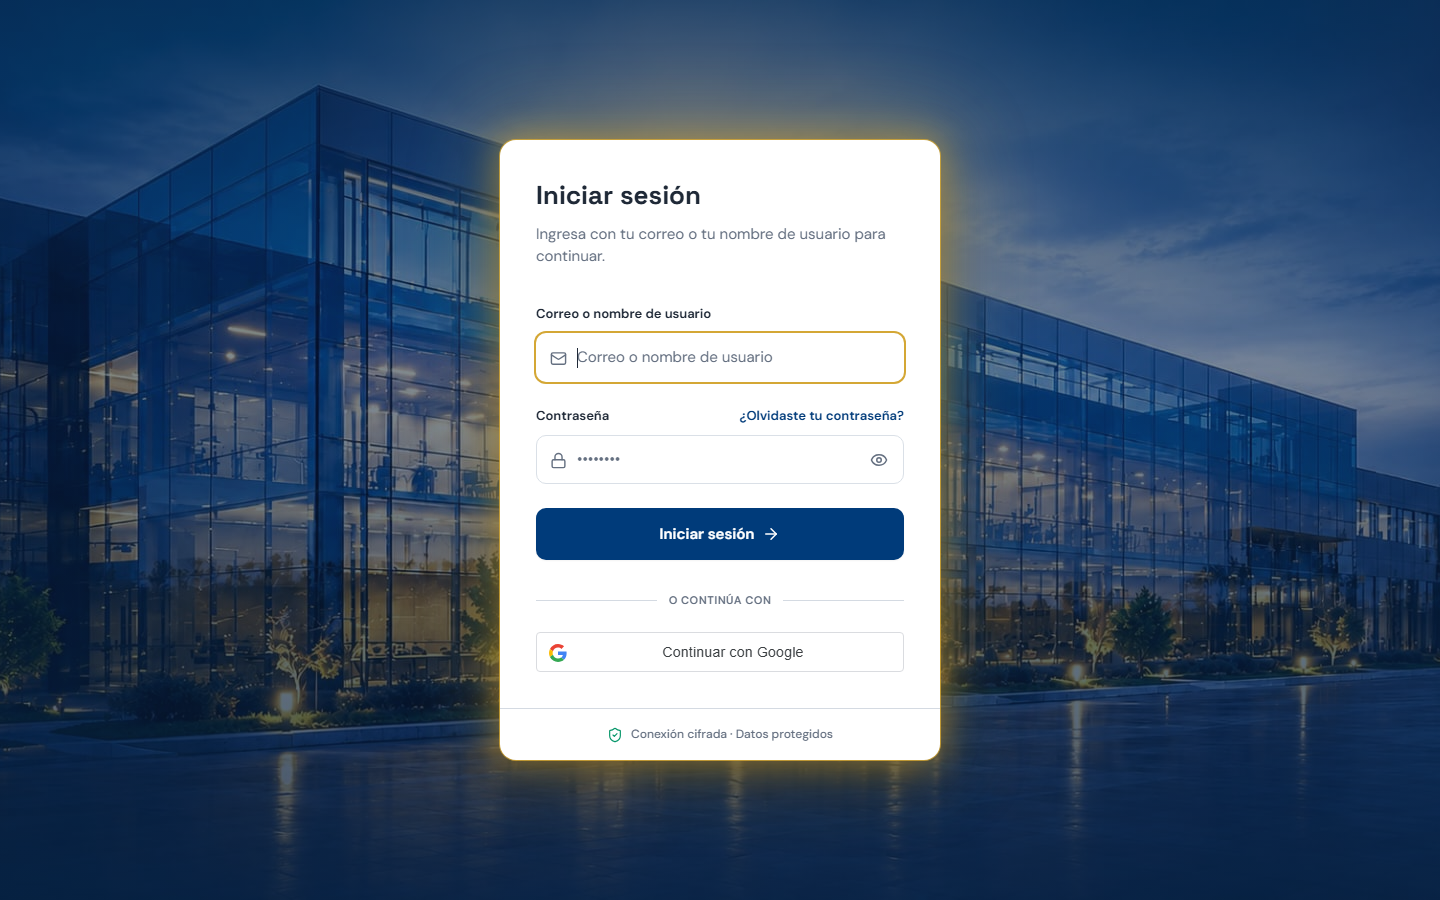 Iniciar sesión
Ingresa con tu correo o tu nombre de usuario para
continuar.
Correo o nombre de usuario
Correo o nombre de usuario
Contraseña
¿Olvidaste tu contraseña?
••••••••
Iniciar sesión →
O CONTINÚA CON
Continuar con Google
Conexión cifrada · Datos protegidos